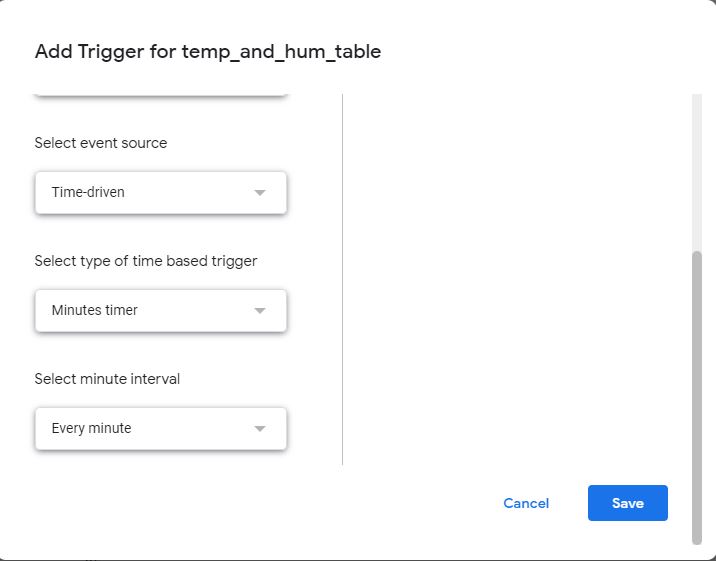 Add Trigger for temp_and_hum_table
Select event source
Time-driven
Select type of time based trigger
Minutes timer
Select minute interval
Every minute
Cancel
Save